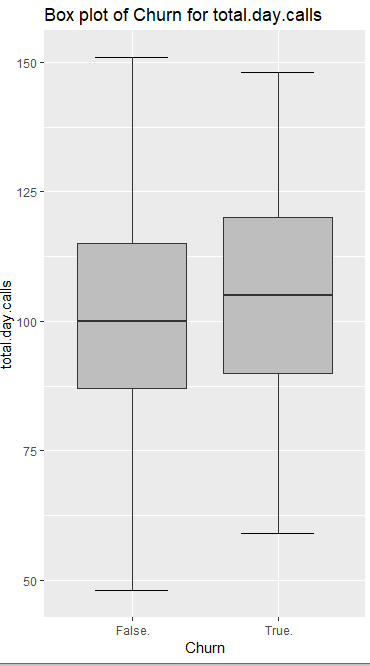 Box plot of Churn for total.day.calls
150
125
100
75
50
total.day.calls
False.
True.
Churn